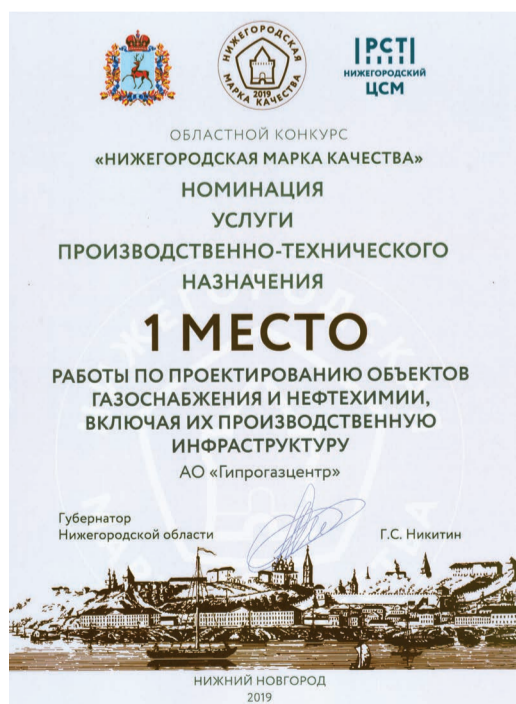 НИЖЕГОРОДСКАЯ
МАРКА КАЧЕСТВА
2019
РСТ
НИЖЕГОРОДСКИЙ
ЦСМ
ОБЛАСТНОЙ КОНКУРС
«НИЖЕГОРОДСКАЯ МАРКА КАЧЕСТВА»
НОМИНАЦИЯ
УСЛУГИ
ПРОИЗВОДСТВЕННО-ТЕХНИЧЕСКОГО
НАЗНАЧЕНИЯ
1 МЕСТО
РАБОТЫ ПО ПРОЕКТИРОВАНИЮ ОБЪЕКТОВ
ГАЗОСНАБЖЕНИЯ И НЕФТЕХИМИИ,
ВКЛЮЧАЯ ИХ ПРОИЗВОДСТВЕННУЮ
ИНФРАСТРУКТУРУ
АО «Гипрогазцентр»
Губернатор
Нижегородской области
Г.С. Никитин
НИЖНИЙ НОВГОРОД
2019